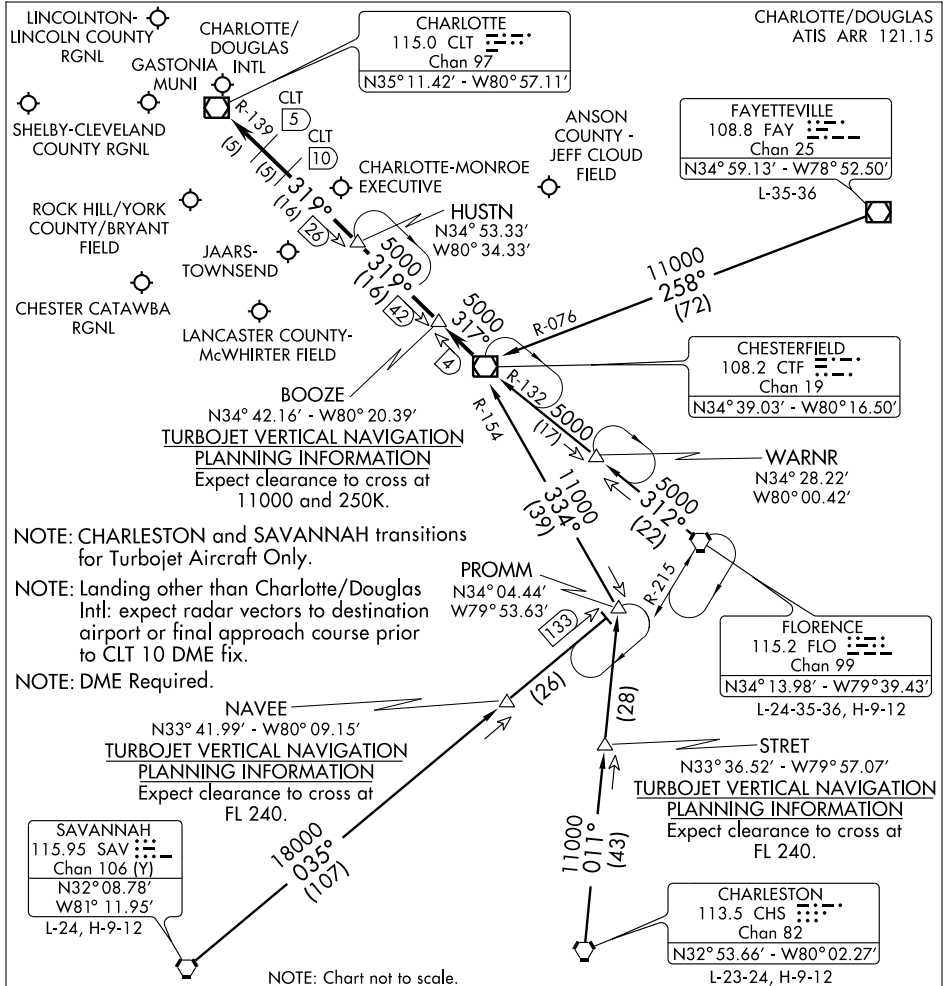 LINCOLNTON-
LINCOLN COUNTY
RGNL
CHARLOTTE/
DOUGLAS
INTL
GASTONIA
MUNI
SHELBY-CLEVELAND
COUNTY RGNL
CHARLOTTE
115.0 CLT
Chan 97
N35°11.42' - W80°57.11'
CHARLOTTE/DOUGLAS
ATIS ARR 121.15
R-139
CLT
5
CLT
10
(5)
(5)
319°
(16)
26
ANSON
COUNTY -
JEFF CLOUD
FIELD
FAYETTEVILLE
108.8 FAY
Chan 25
N34°59.13' - W78°52.50'
L-35-36
CHARLOTTE-MONROE
EXECUTIVE
HUSTN
N34°53.33'
W80°34.33'
ROCK HILL/YORK
COUNTY/BRYANT
FIELD
JAARS-
TOWNSEND
CHESTER CATAWBA
RGNL
LANCASTER COUNTY-
McWHIRTER FIELD
5000
319°
(16)
42
5000
317°
4
11000
258°
(72)
R-076
CHESTERFIELD
108.2 CTF
Chan 19
N34°39.03' - W80°16.50'
BOOZE
N34°42.16' - W80°20.39'
TURBOJET VERTICAL NAVIGATION
PLANNING INFORMATION
Expect clearance to cross at
11000 and 250K.
R-132
5000
(17)
R-154
WARNR
N34°28.22'
W80°00.42'
5000
312°
(22)
11000
334°
(39)
NOTE: CHARLESTON and SAVANNAH transitions
for Turbojet Aircraft Only.
NOTE: Landing other than Charlotte/Douglas
Intl: expect radar vectors to destination
airport or final approach course prior
to CLT 10 DME fix.
NOTE: DME Required.
PROMM
N34°04.44'
W79°53.63'
133
R-215
FLORENCE
115.2 FLO
Chan 99
N34°13.98' - W79°39.43'
L-24-35-36, H-9-12
(26)
(28)
NAVEE
N33°41.99' - W80°09.15'
TURBOJET VERTICAL NAVIGATION
PLANNING INFORMATION
Expect clearance to cross at
FL 240.
STRET
N33°36.52' - W79°57.07'
TURBOJET VERTICAL NAVIGATION
PLANNING INFORMATION
Expect clearance to cross at
FL 240.
SAVANNAH
115.95 SAV
Chan 106 (Y)
N32°08.78'
W81°11.95'
L-24, H-9-12
18000
035°
(107)
11000
011°
(43)
CHARLESTON
113.5 CHS
Chan 82
N32°53.66' - W80°02.27'
L-23-24, H-9-12
NOTE: Chart not to scale.